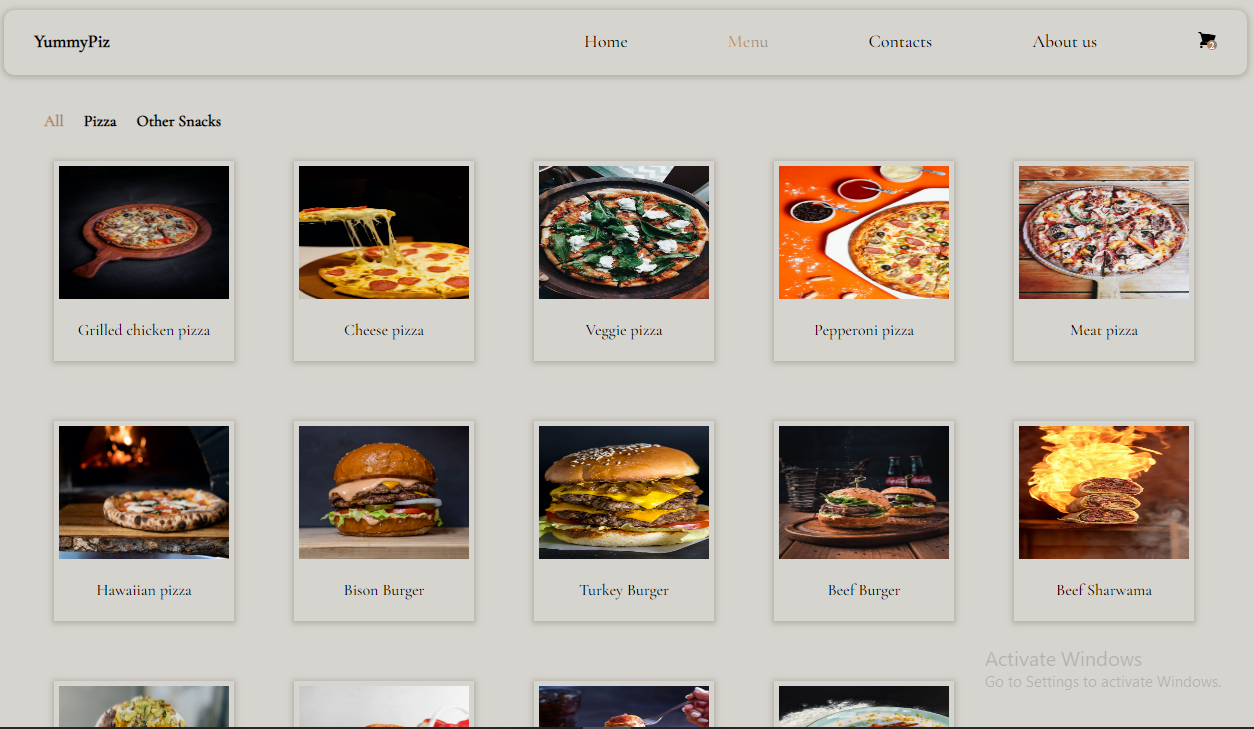 YummyPiz
Home
Menu
Contacts
About us
2
All
Pizza
Other Snacks
Grilled chicken pizza
Cheese pizza
Veggie pizza
Pepperoni pizza
Meat pizza
Hawaiian pizza
Bison Burger
Turkey Burger
Beef Burger
Beef Sharwama
Activate Windows
Go to Settings to activate Windows.